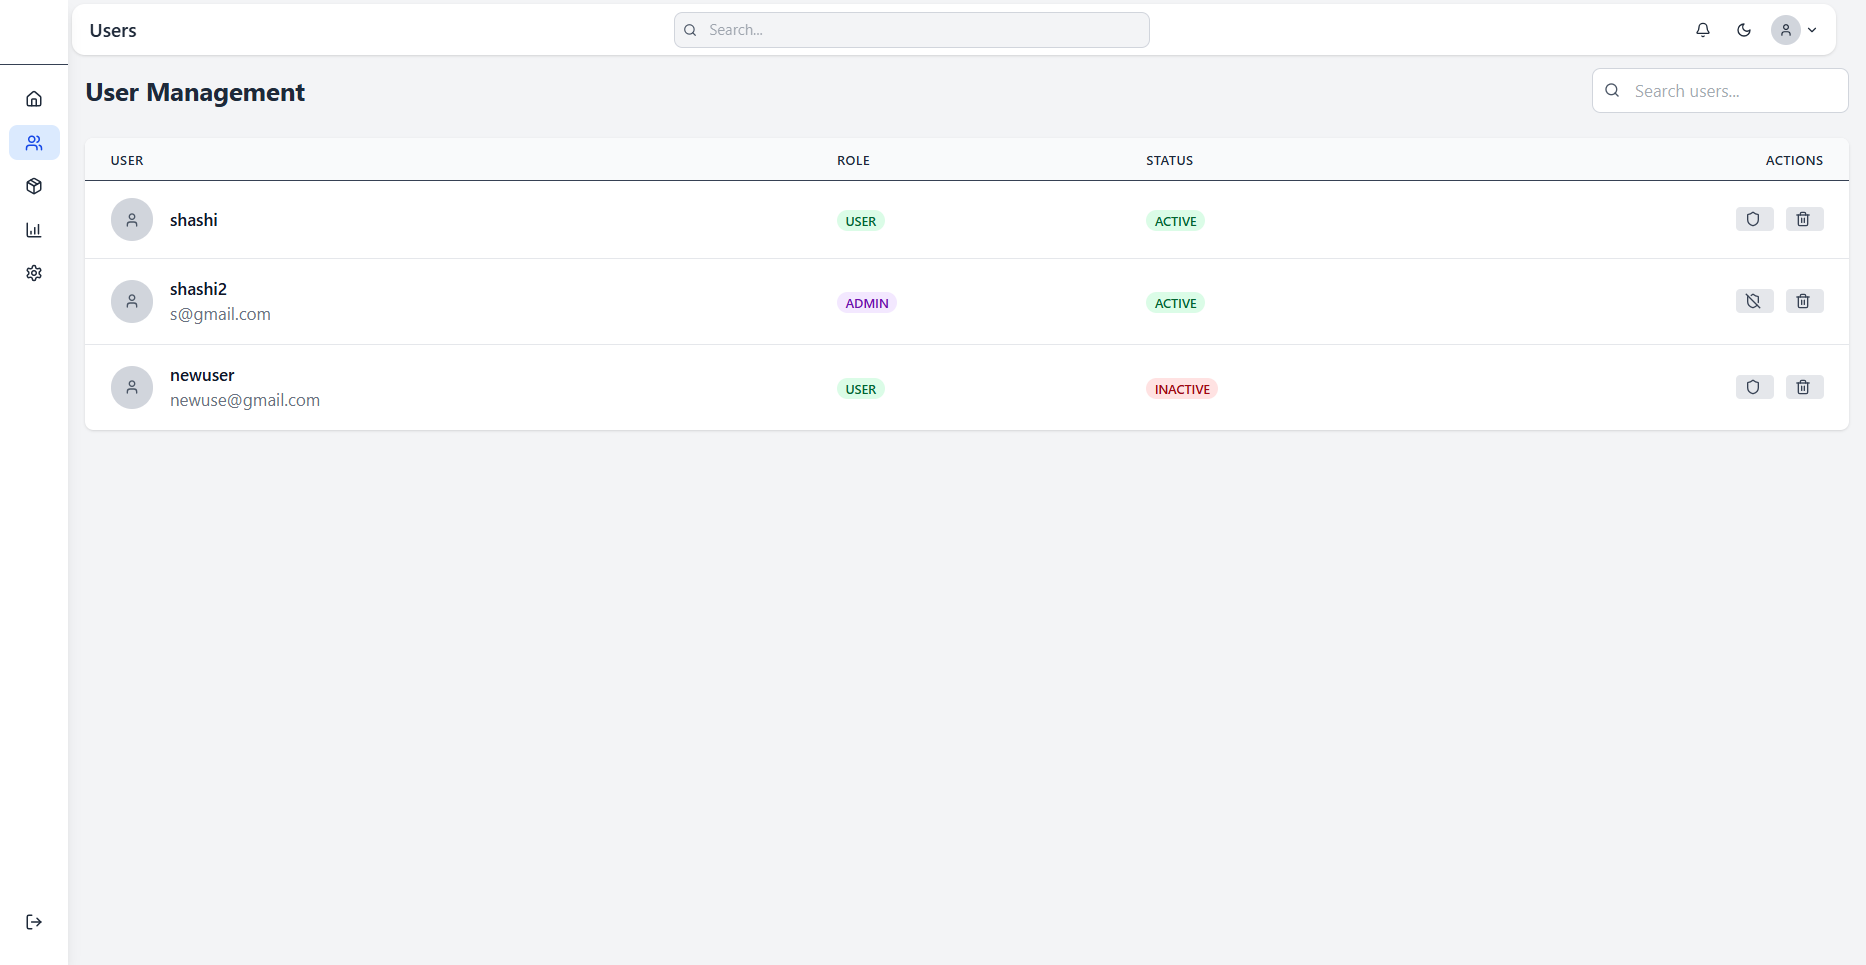 Users
Search...
User Management
Search users...
USER ROLE STATUS ACTIONS
shashi USER ACTIVE
shashi2
s@gmail.com
ADMIN ACTIVE
newuser
newuse@gmail.com
USER INACTIVE